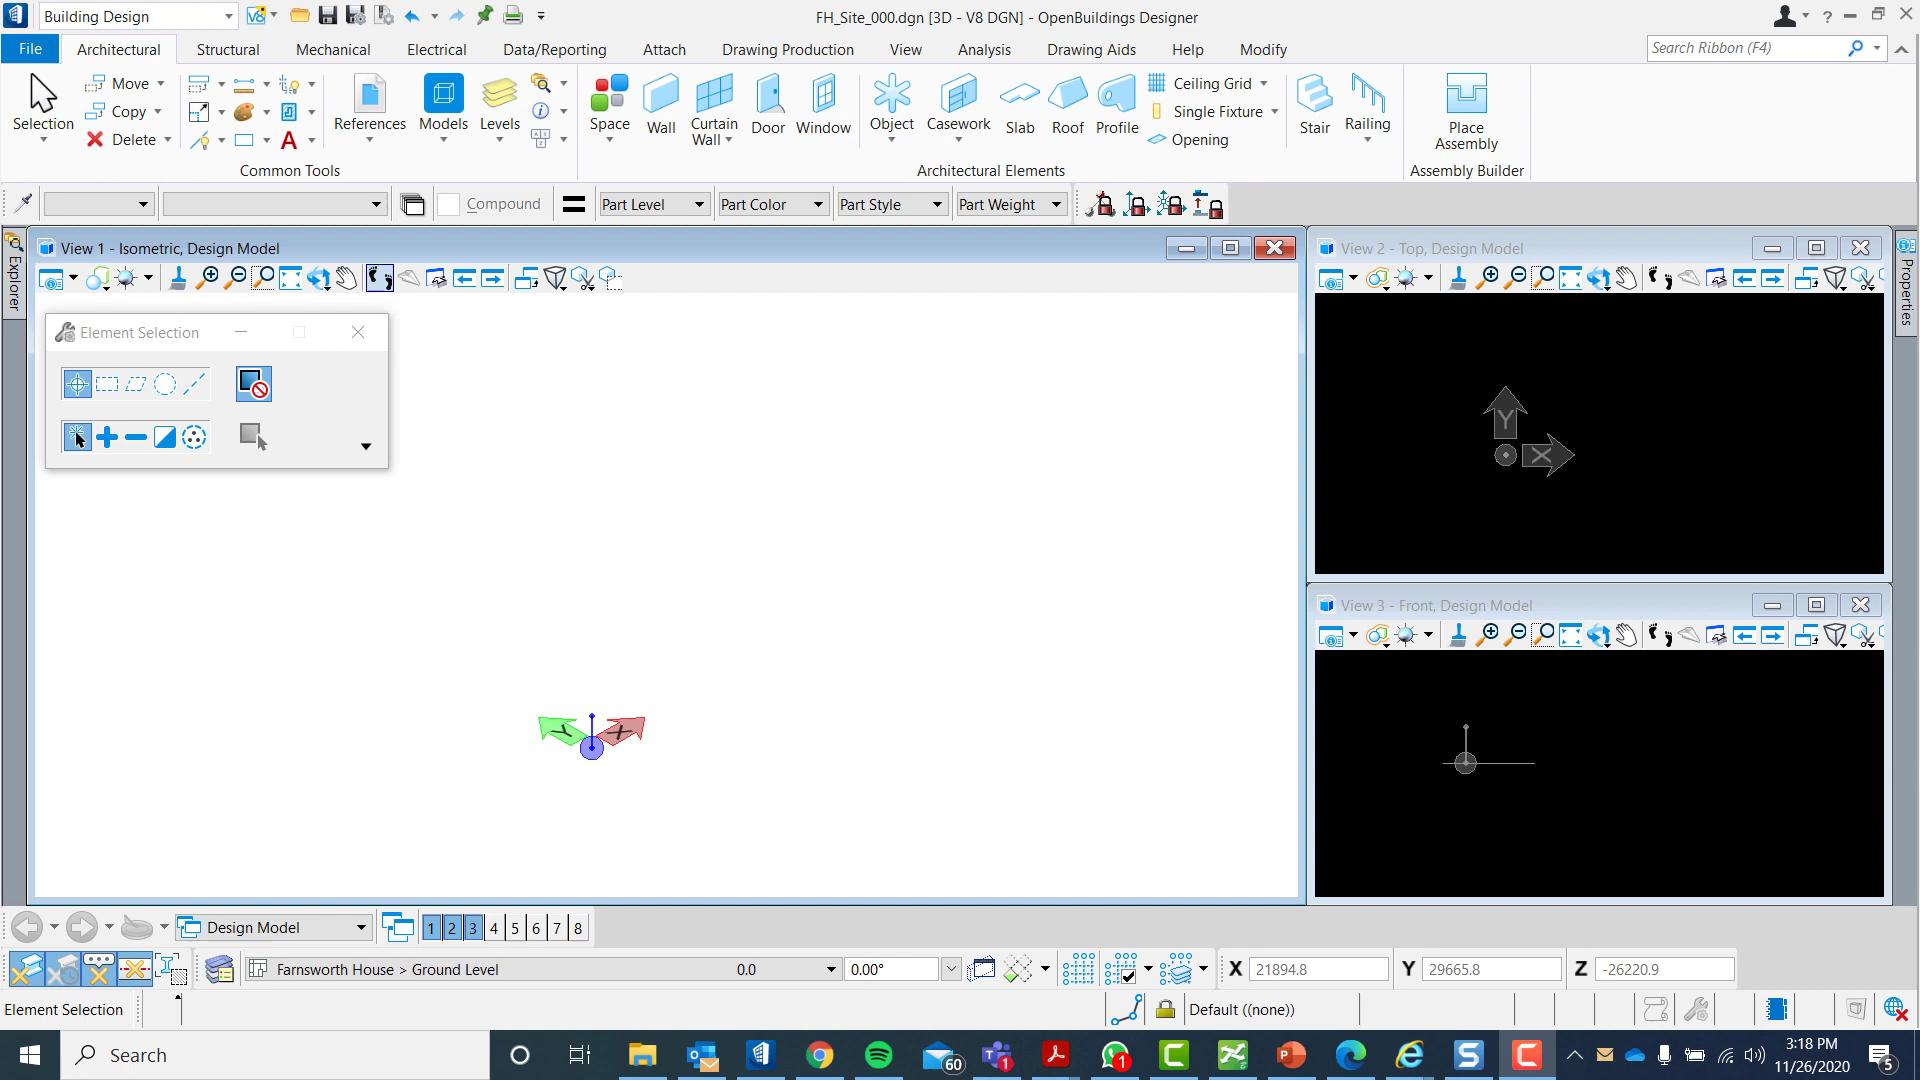 Building Design
V8
FH_Site_000.dgn [3D - V8 DGN] - OpenBuildings Designer
File
Architectural
Structural
Mechanical
Electrical
Data/Reporting
Attach
Drawing Production
View
Analysis
Drawing Aids
Help
Modify
Search Ribbon (F4)
Selection
Move
Copy
Delete
A
References
Models
Levels
Space
Wall
Curtain
Wall
Door
Window
Object
Casework
Slab
Roof
Profile
Ceiling Grid
Single Fixture
Opening
Stair
Railing
Place
Assembly
Common Tools
Architectural Elements
Assembly Builder
Compound
Part Level
Part Color
Part Style
Part Weight
Explorer
View 1 - Isometric, Design Model
View 2 - Top, Design Model
Properties
Element Selection
Y
X
View 3 - Front, Design Model
Y
X
Design Model
1 2 3 4 5 6 7 8
Farnsworth House > Ground Level
0.0
0.00°
X 21894.8
Y 29665.8
Z -26220.9
Element Selection
Default ((none))
Search
60
1
1
3:18 PM
11/26/2020
5